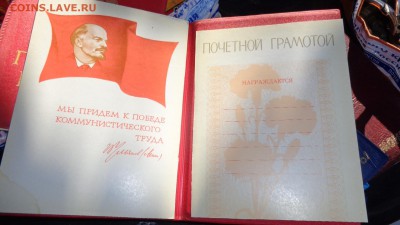 COINS.LAVE.RU
МЫ ПРИДЕМ К ПОБЕДЕ
КОММУНИСТИЧЕСКОГО
ТРУДА
ПОЧЕТНОЙ ГРАМОТОЙ
НАГРАЖДАЕТСЯ